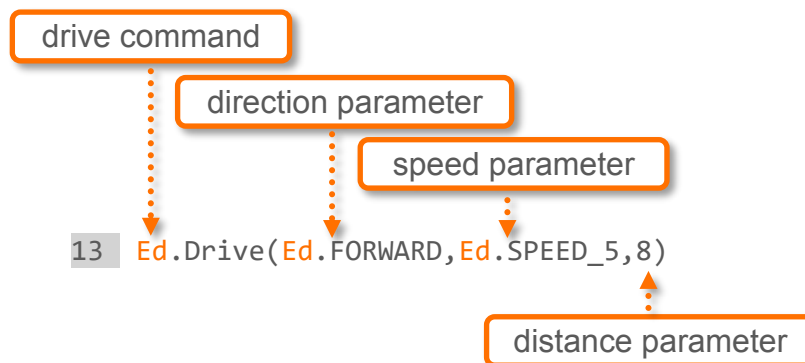 drive command
direction parameter
speed parameter
13 Ed.Drive(Ed.FORWARD,Ed.SPEED_5,8)
distance parameter